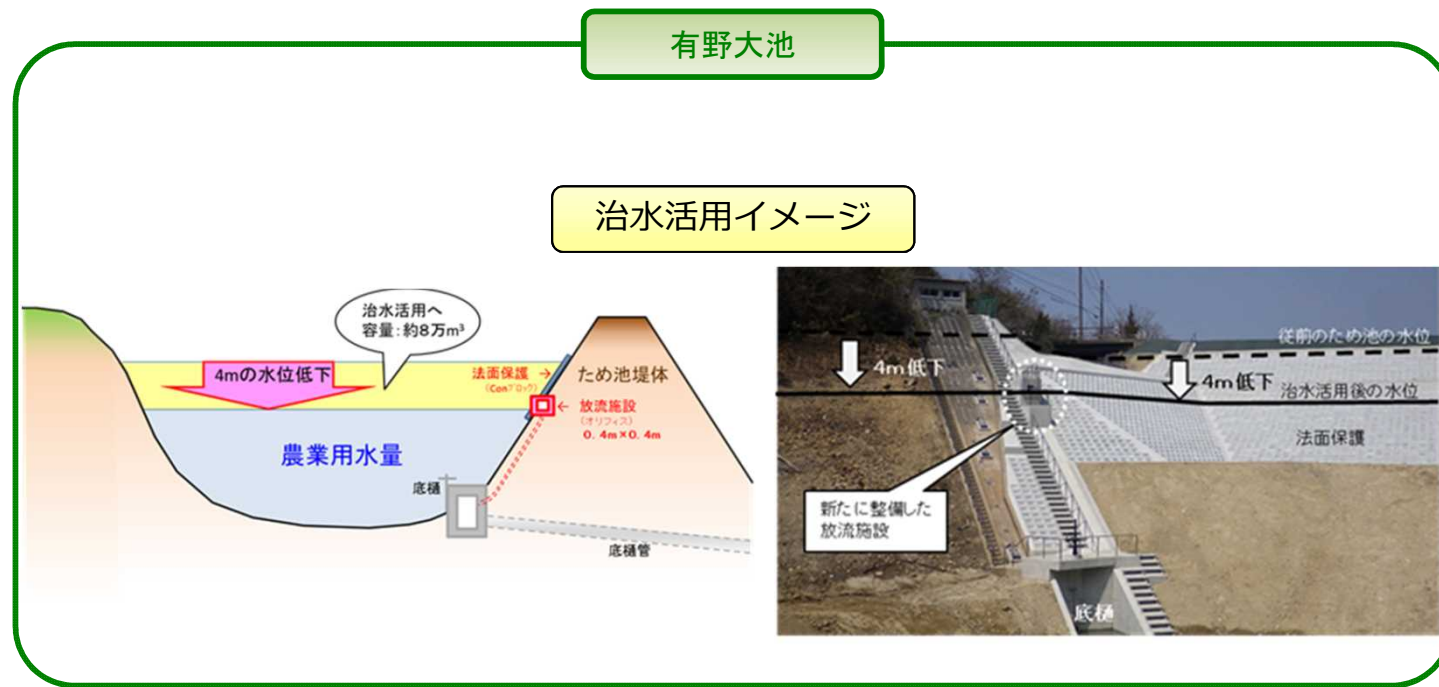 有野大池
治水活用イメージ
治水活用へ
容量:約8万m³
4mの水位低下
法面保護 →
(Conブロック)
ため池堤体
← 放流施設
(オリフィス)
0.4m×0.4m
農業用水量
底樋
底樋管
従前のため池の水位
4m低下
4m低下
治水活用後の水位
法面保護
新たに整備した
放流施設
底樋